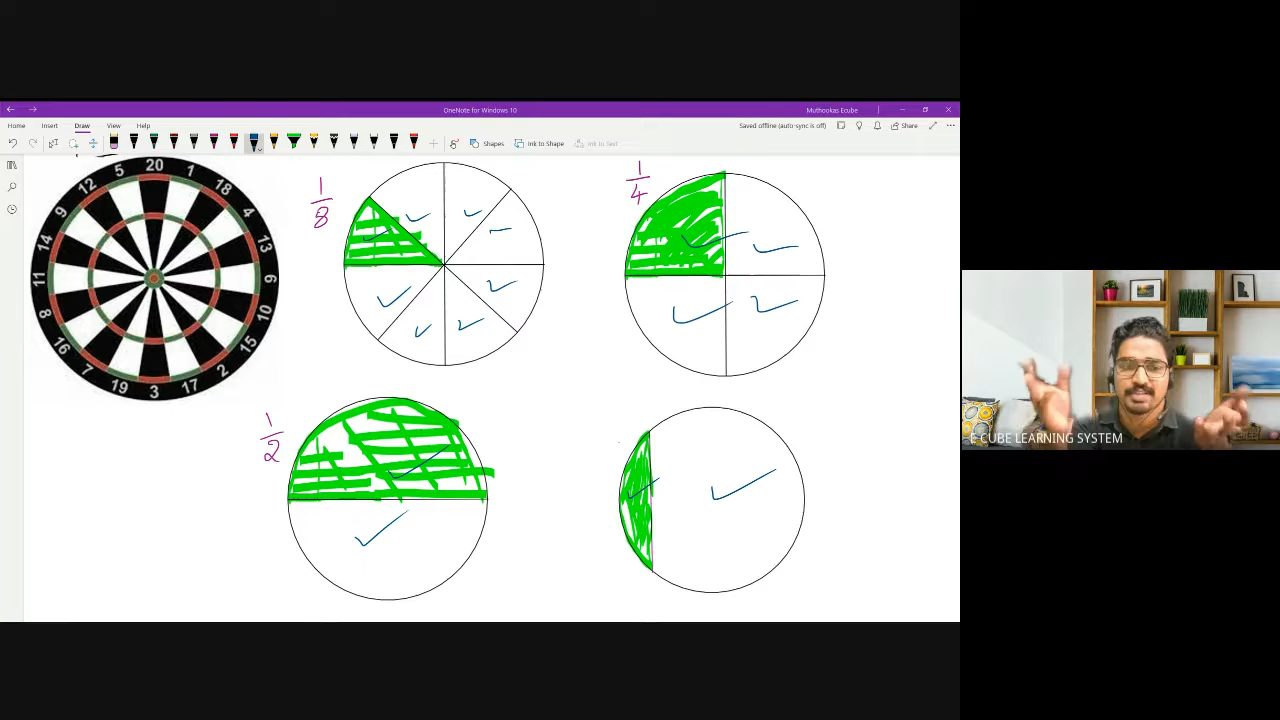 OneNote for Windows 10
Muthookas Ecube
Home Insert Draw View Help
Saved offline (auto-sync is off)
Share
Shapes
Ink to Shape
Ink to Text
20
1
18
4
13
6
10
15
2
17
3
19
7
16
8
11
14
9
12
5
1
8
1
4
1
2
E CUBE LEARNING SYSTEM